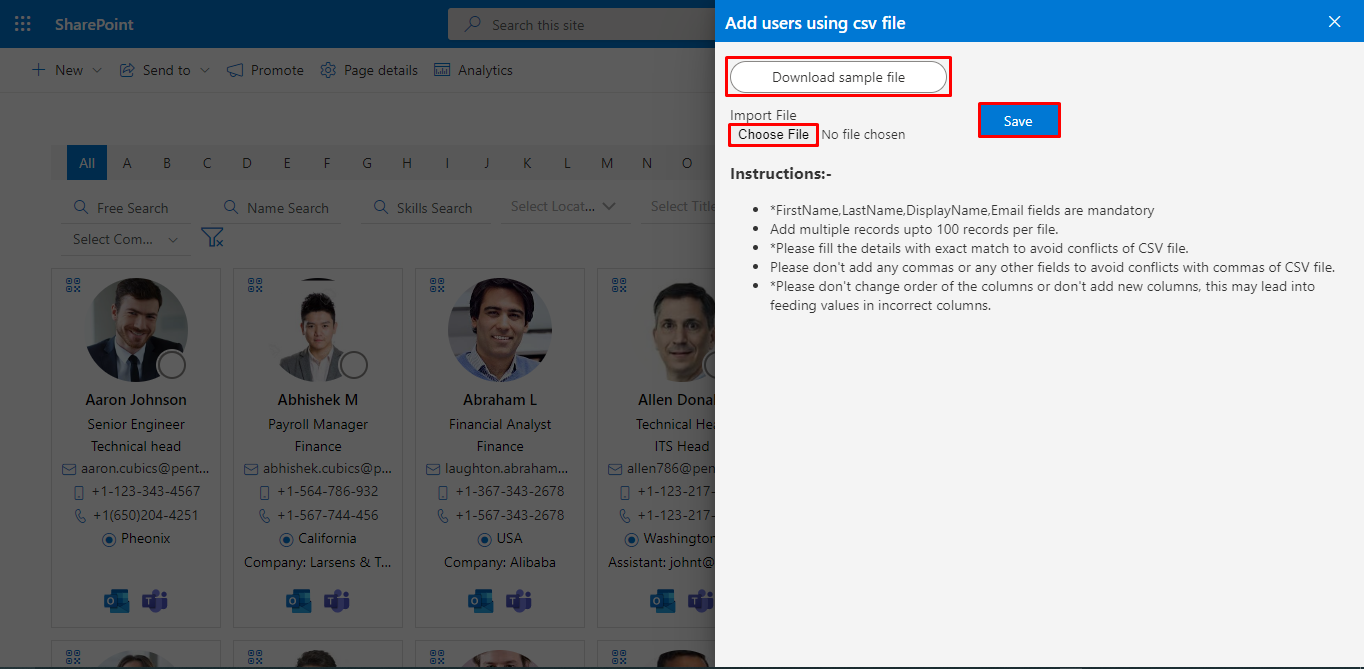 SharePoint
Search this site
New
Send to
Promote
Page details
Analytics
All A B C D E F G H I J K L M N O
Free Search
Name Search
Skills Search
Select Locat...
Select Title
Select Com...
Aaron Johnson
Senior Engineer
Technical head
aaron.cubics@pent...
+1-123-343-4567
+1(650)204-4251
Pheonix
Abhishek M
Payroll Manager
Finance
abhishek.cubics@p...
+1-564-786-932
+1-567-744-456
California
Company: Larsens & T...
Abraham L
Financial Analyst
Finance
laughton.abraham...
+1-367-343-2678
+1-567-343-2678
USA
Company: Alibaba
Allen Dona
Technical Hea
ITS Head
allen786@pen
+1-123-217-
+1-123-217-
Washington
Assistant: johnt@
Add users using csv file
Download sample file
Import File
Choose File No file chosen
Save
Instructions:-
*FirstName,LastName,DisplayName,Email fields are mandatory
Add multiple records upto 100 records per file.
*Please fill the details with exact match to avoid conflicts of CSV file.
Please don't add any commas or any other fields to avoid conflicts with commas of CSV file.
*Please don't change order of the columns or don't add new columns, this may lead into
feeding values in incorrect columns.